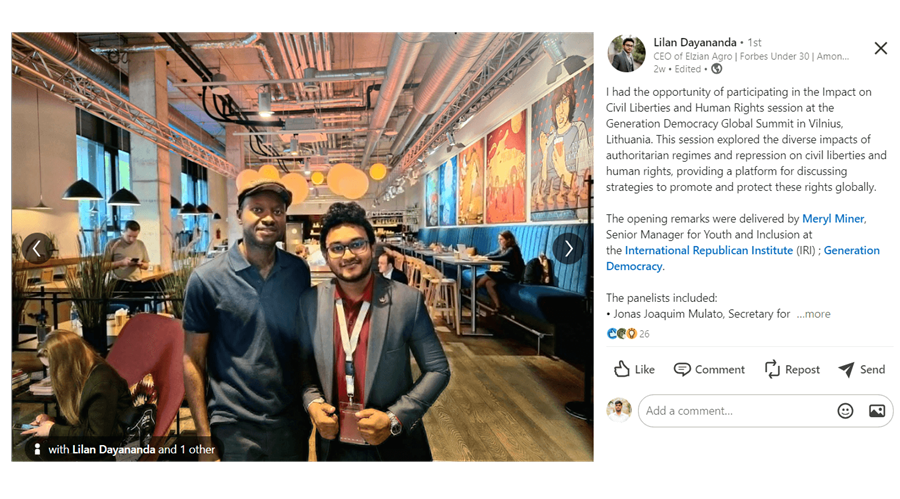 Lilan Dayananda • 1st
CEO of Elzian Agro | Forbes Under 30 | Amon...
2w • Edited •
I had the opportunity of participating in the Impact on
Civil Liberties and Human Rights session at the
Generation Democracy Global Summit in Vilnius,
Lithuania. This session explored the diverse impacts of
authoritarian regimes and repression on civil liberties and
human rights, providing a platform for discussing
strategies to promote and protect these rights globally.
The opening remarks were delivered by Meryl Miner,
Senior Manager for Youth and Inclusion at
the International Republican Institute (IRI) ; Generation
Democracy.
The panelists included:
• Jonas Joaquim Mulato, Secretary for ...more
26
Like Comment Repost Send
Add a comment...
with Lilan Dayananda and 1 other